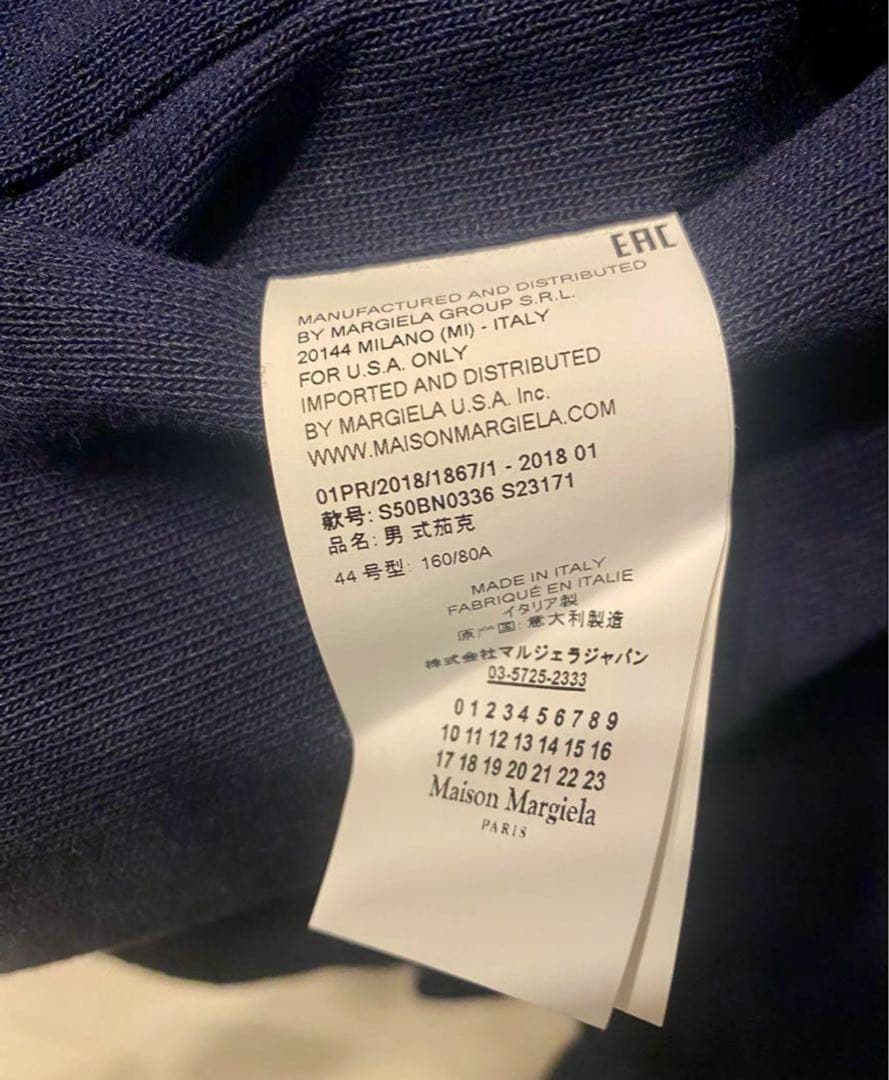 EAC
MANUFACTURED AND DISTRIBUTED
BY MARGIELA GROUP S.R.L.
20144 MILANO (MI) - ITALY
FOR U.S.A. ONLY
IMPORTED AND DISTRIBUTED
BY MARGIELA U.S.A. Inc.
WWW.MAISONMARGIELA.COM
01PR/2018/1867/1 - 2018 01
款号: S50BN0336 S23171
品名: 男 式茄克
44 号型: 160/80A
MADE IN ITALY
FABRIQUÉ EN ITALIE
イタリア製
原产国: 意大利製造
株式会社マルジェラジャパン
03-5725-2333
0 1 2 3 4 5 6 7 8 9
10 11 12 13 14 15 16
17 18 19 20 21 22 23
Maison Margiela
PARIS